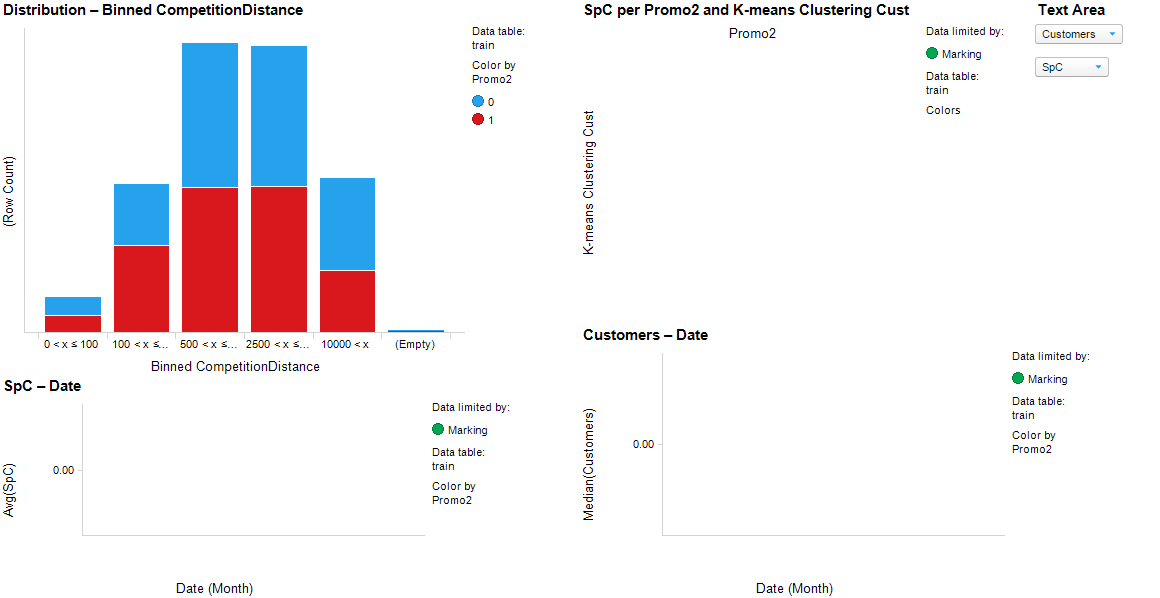 Distribution – Binned CompetitionDistance
(Row Count)
0 < x ≤ 100
100 < x ≤...
500 < x ≤...
2500 < x ≤...
10000 < x
(Empty)
Binned CompetitionDistance
Data table:
train
Color by
Promo2
0
1
SpC per Promo2 and K-means Clustering Cust
Promo2
K-means Clustering Cust
Data limited by:
Marking
Data table:
train
Colors
Text Area
Customers
SpC
SpC – Date
Avg(SpC)
0.00
Date (Month)
Data limited by:
Marking
Data table:
train
Color by
Promo2
Customers – Date
Median(Customers)
0.00
Date (Month)
Data limited by:
Marking
Data table:
train
Color by
Promo2